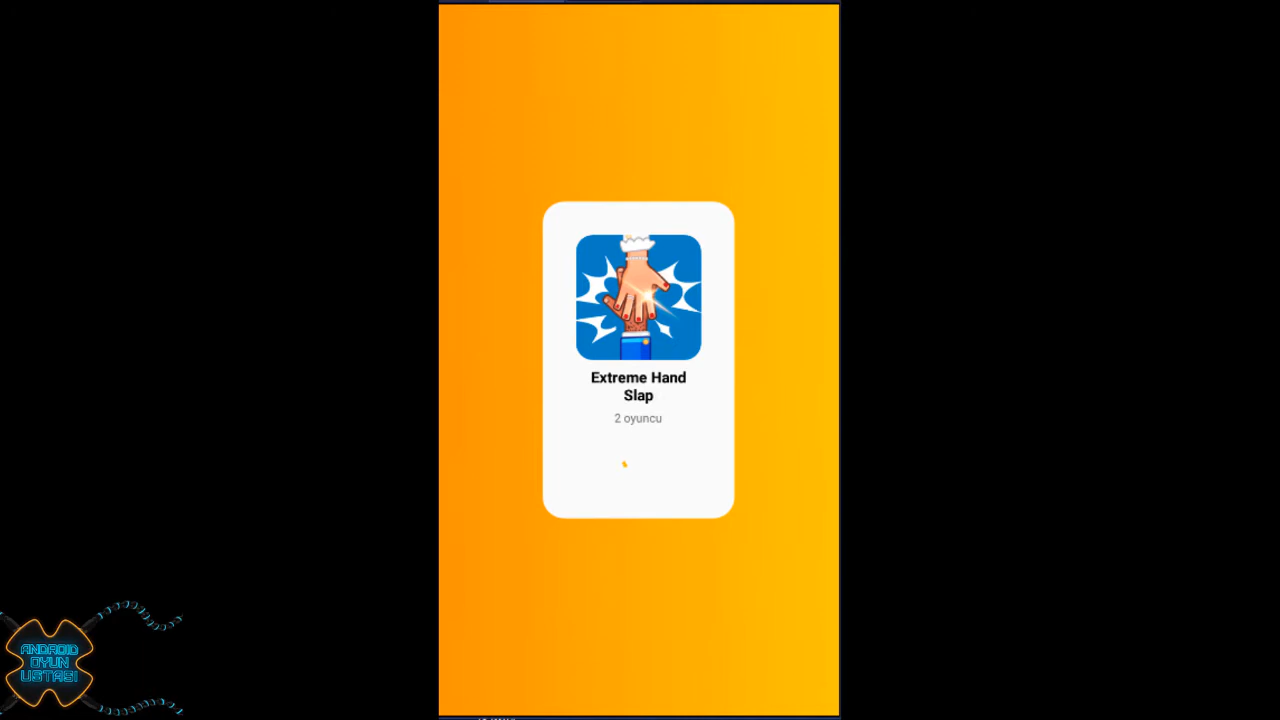 Extreme Hand
Slap
2 oyuncu
ANDROID
OYUN
USTASI